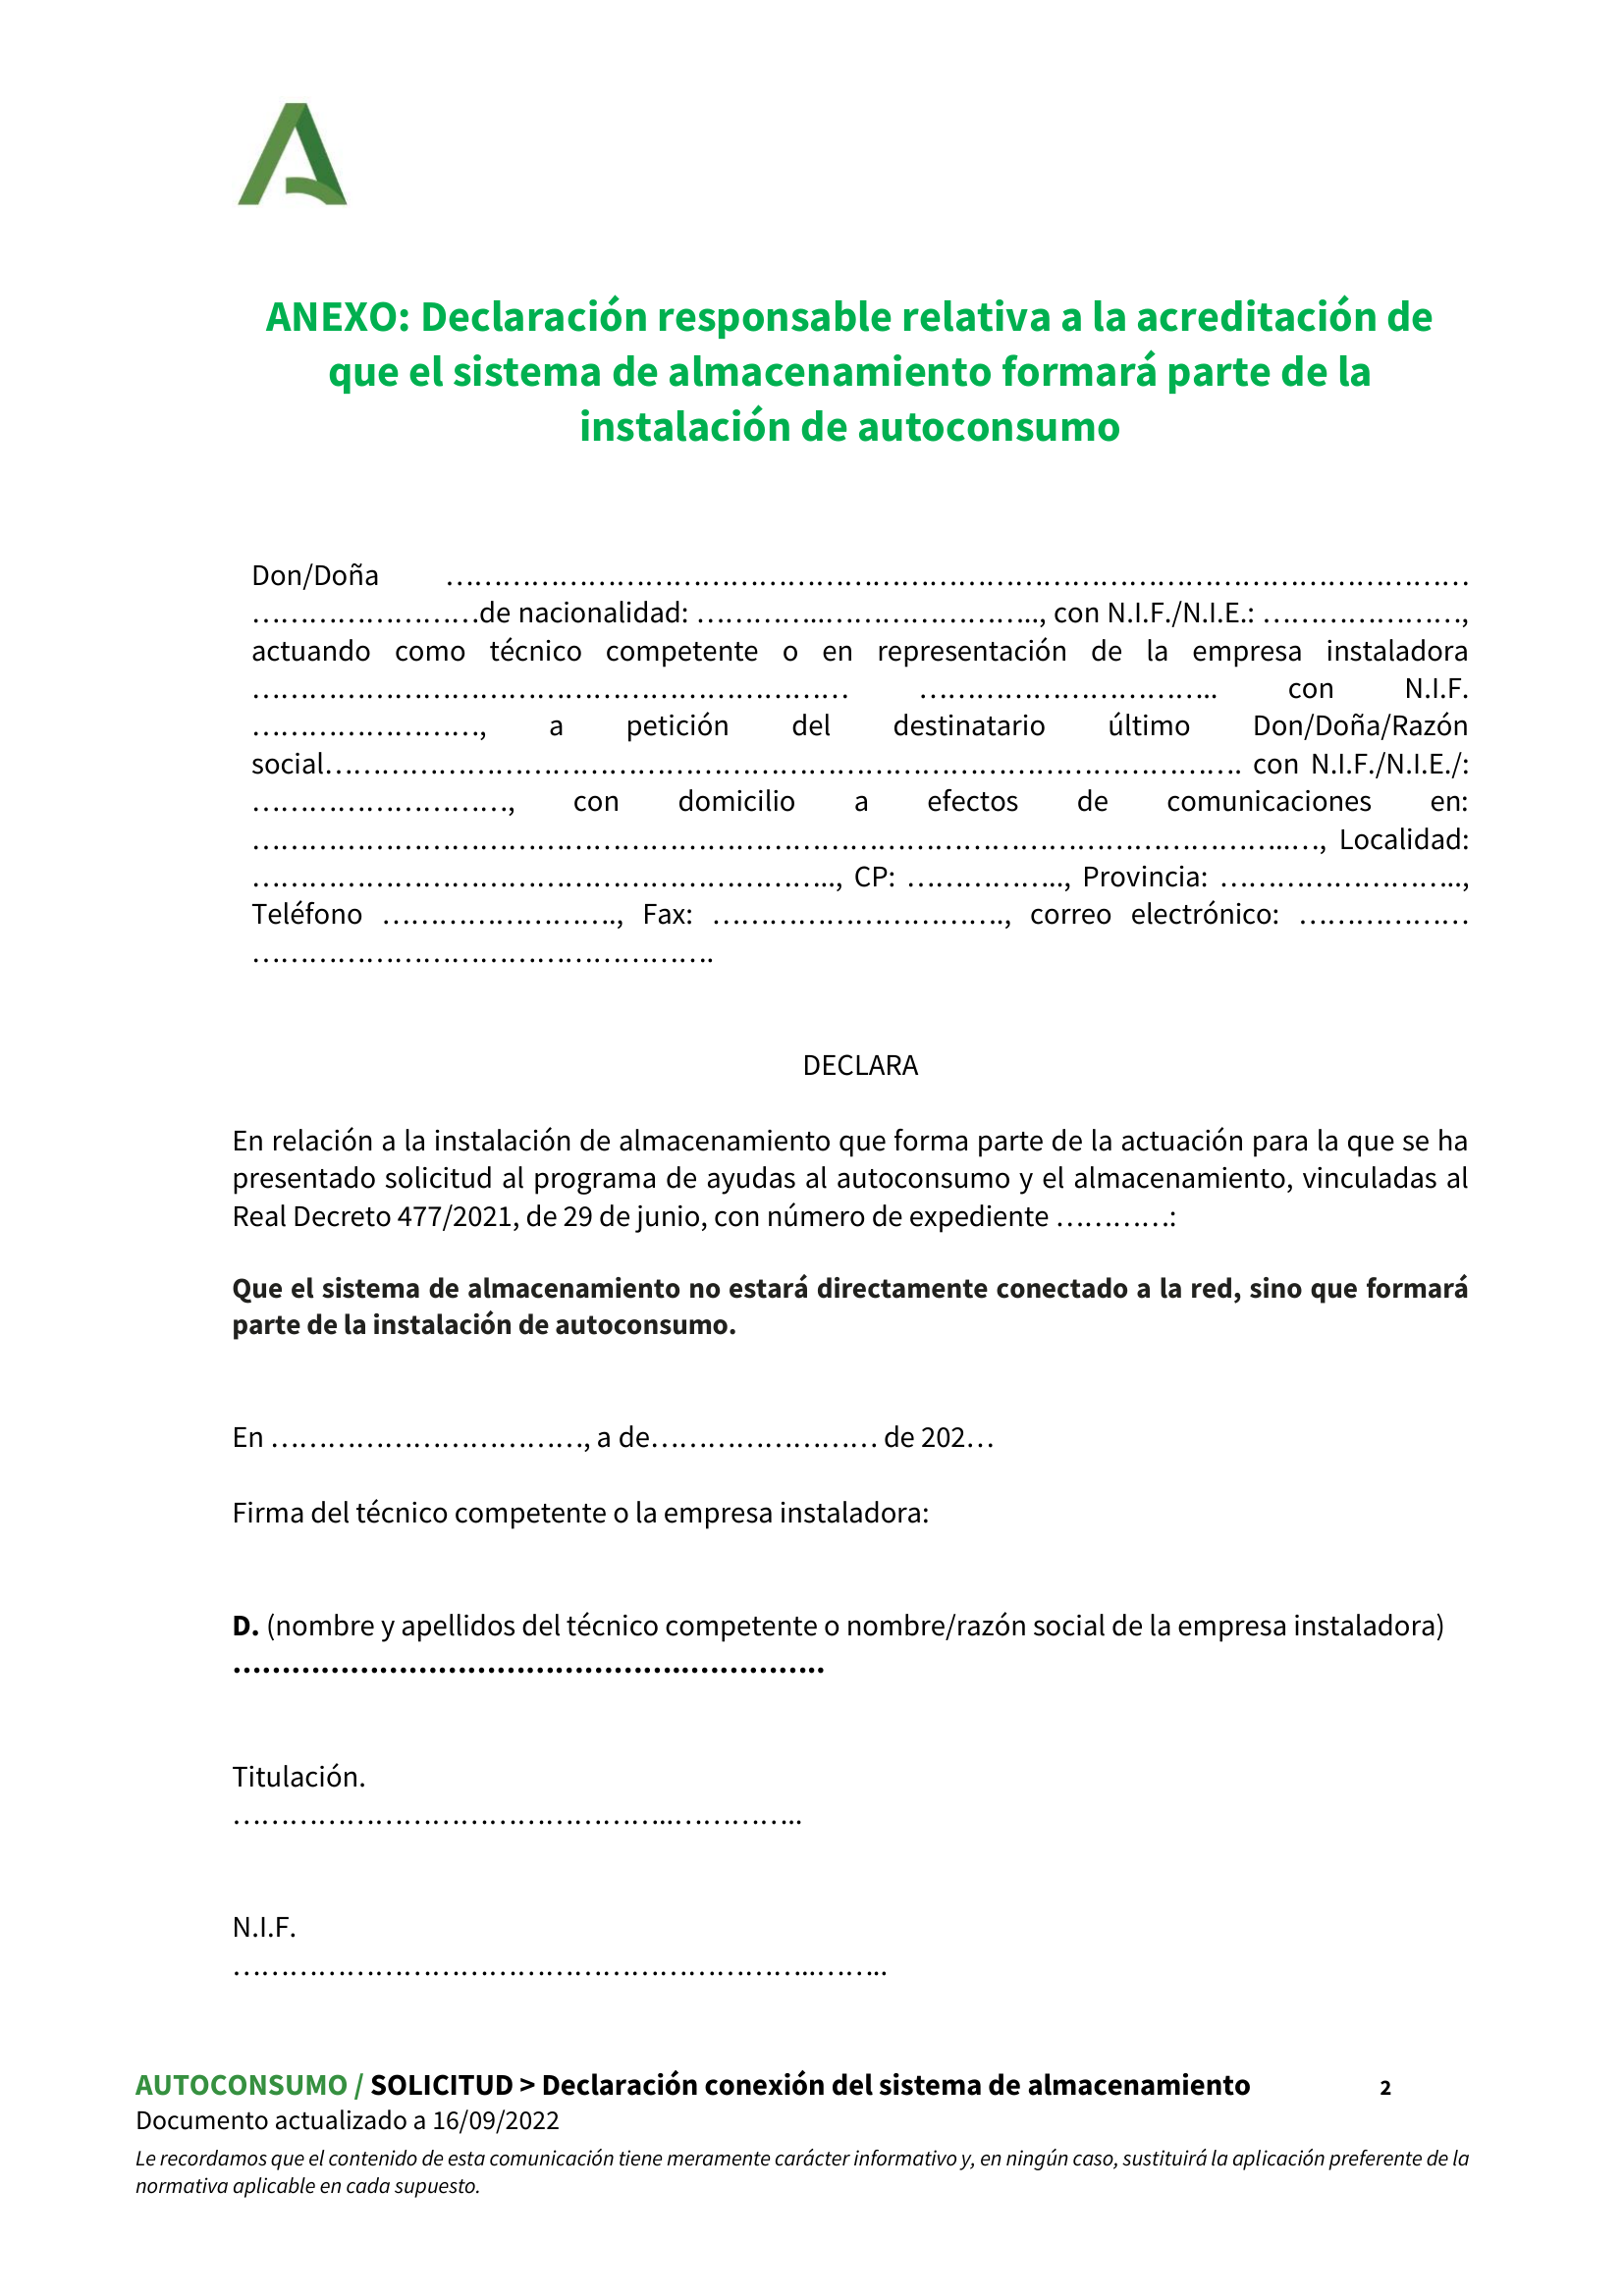 ANEXO: Declaración responsable relativa a la acreditación de
que el sistema de almacenamiento formará parte de la
instalación de autoconsumo
Don/Doña ……………………………………………………………………………………………
……………………de nacionalidad: …………..………………….., con N.I.F./N.I.E.: …………………,
actuando como técnico competente o en representación de la empresa instaladora
……………………………………………………… ………………………….. con N.I.F.
……………………, a petición del destinatario último Don/Doña/Razón
social……………………………………………………………………………………. con N.I.F./N.I.E./:
………………………, con domicilio a efectos de comunicaciones en:
…………………………………………………………………………………………………..…, Localidad:
…………………………………………………….., CP: …………….., Provincia: ……………………..,
Teléfono ……………………., Fax: …………………………., correo electrónico: ………………
………………………………………….
DECLARA
En relación a la instalación de almacenamiento que forma parte de la actuación para la que se ha
presentado solicitud al programa de ayudas al autoconsumo y el almacenamiento, vinculadas al
Real Decreto 477/2021, de 29 de junio, con número de expediente …………:
Que el sistema de almacenamiento no estará directamente conectado a la red, sino que formará
parte de la instalación de autoconsumo.
En ……………………………, a de…………………… de 202…
Firma del técnico competente o la empresa instaladora:
D. (nombre y apellidos del técnico competente o nombre/razón social de la empresa instaladora)
……………………………………….…………..
Titulación.
………………………………………..…………..
N.I.F.
……………………………………………………..……..
AUTOCONSUMO / SOLICITUD > Declaración conexión del sistema de almacenamiento 2
Documento actualizado a 16/09/2022
Le recordamos que el contenido de esta comunicación tiene meramente carácter informativo y, en ningún caso, sustituirá la aplicación preferente de la
normativa aplicable en cada supuesto.